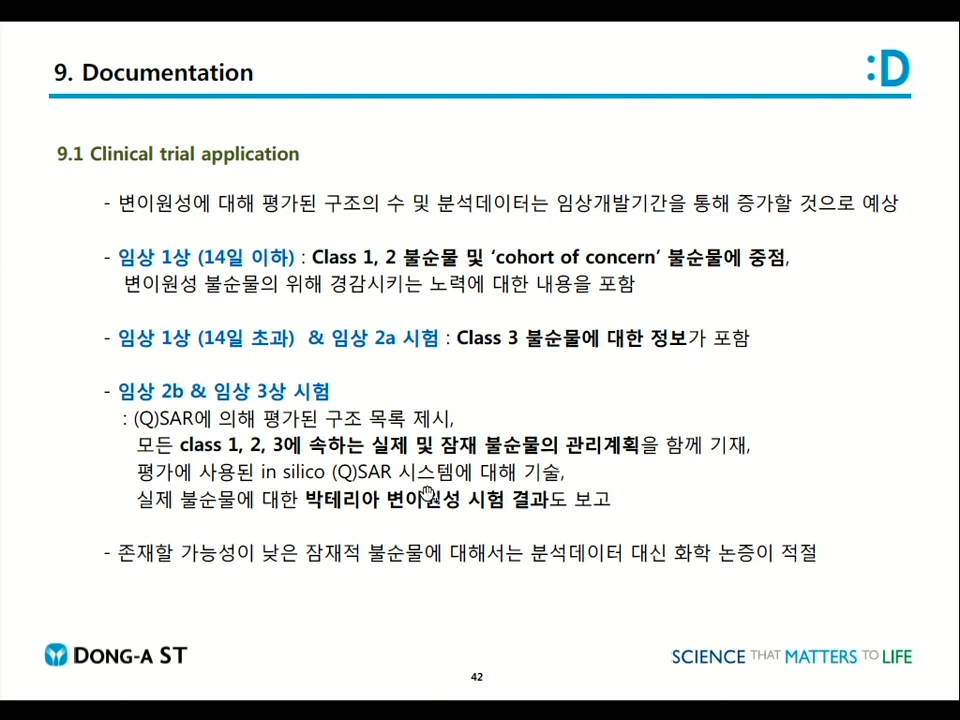 9. Documentation
:D
9.1 Clinical trial application
- 변이원성에 대해 평가된 구조의 수 및 분석데이터는 임상개발기간을 통해 증가할 것으로 예상
- 임상 1상 (14일 이하) : Class 1, 2 불순물 및 ‘cohort of concern’ 불순물에 중점,
변이원성 불순물의 위해 경감시키는 노력에 대한 내용을 포함
- 임상 1상 (14일 초과) & 임상 2a 시험 : Class 3 불순물에 대한 정보가 포함
- 임상 2b & 임상 3상 시험
: (Q)SAR에 의해 평가된 구조 목록 제시,
모든 class 1, 2, 3에 속하는 실제 및 잠재 불순물의 관리계획을 함께 기재,
평가에 사용된 in silico (Q)SAR 시스템에 대해 기술,
실제 불순물에 대한 박테리아 변이원성 시험 결과도 보고
- 존재할 가능성이 낮은 잠재적 불순물에 대해서는 분석데이터 대신 화학 논증이 적절
DONG-A ST
SCIENCE THAT MATTERS TO LIFE
42